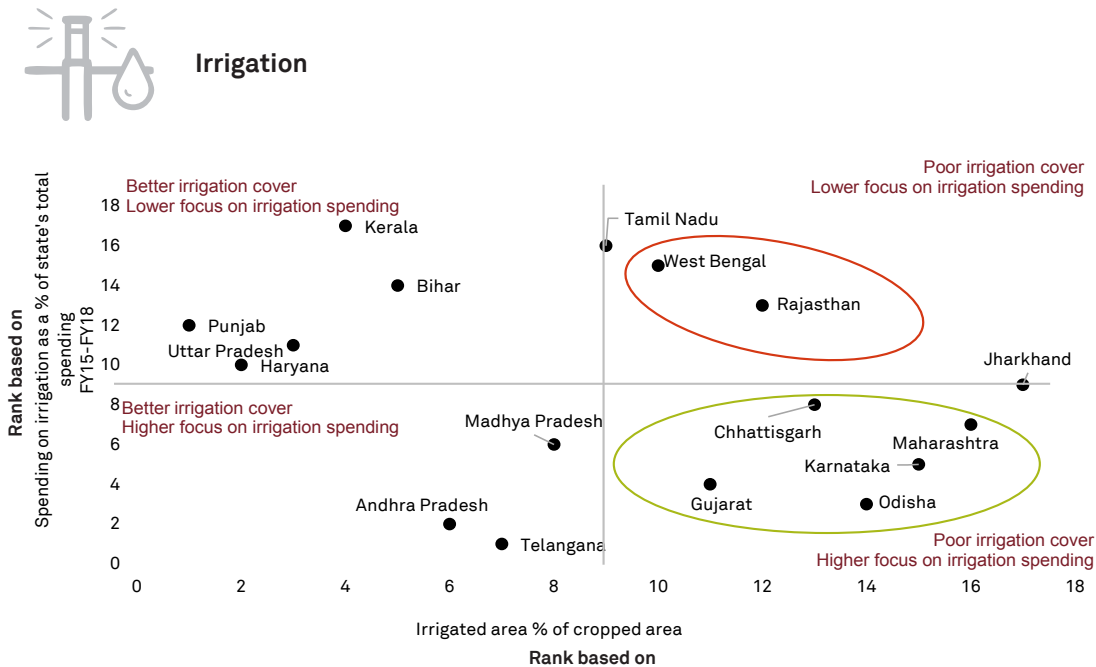 Irrigation
Poor irrigation cover
Lower focus on irrigation spending
Better irrigation cover
Lower focus on irrigation spending
Rank based on
Spending on irrigation as a % of state's total
spending
FY15-FY18
18
16
14
12
10
8
6
4
2
0
Tamil Nadu
Kerala
West Bengal
Bihar
Rajasthan
Punjab
Uttar Pradesh
Haryana
Jharkhand
Better irrigation cover
Higher focus on irrigation spending
Madhya Pradesh
Chhattisgarh
Maharashtra
Karnataka
Andhra Pradesh
Gujarat
Odisha
Telangana
Poor irrigation cover
Higher focus on irrigation spending
0 2 4 6 8 10 12 14 16 18
Irrigated area % of cropped area
Rank based on